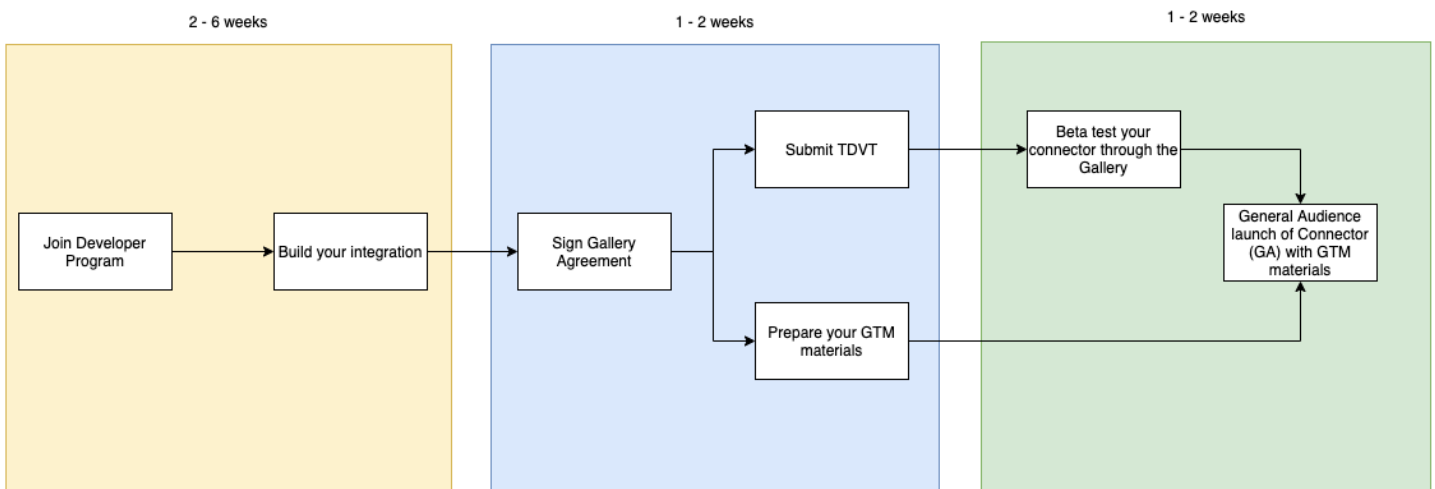 2 - 6 weeks
1 - 2 weeks
1 - 2 weeks
Join Developer
Program
Build your integration
Sign Gallery
Agreement
Submit TDVT
Prepare your GTM
materials
Beta test your
connector through the
Gallery
General Audience
launch of Connector
(GA) with GTM
materials